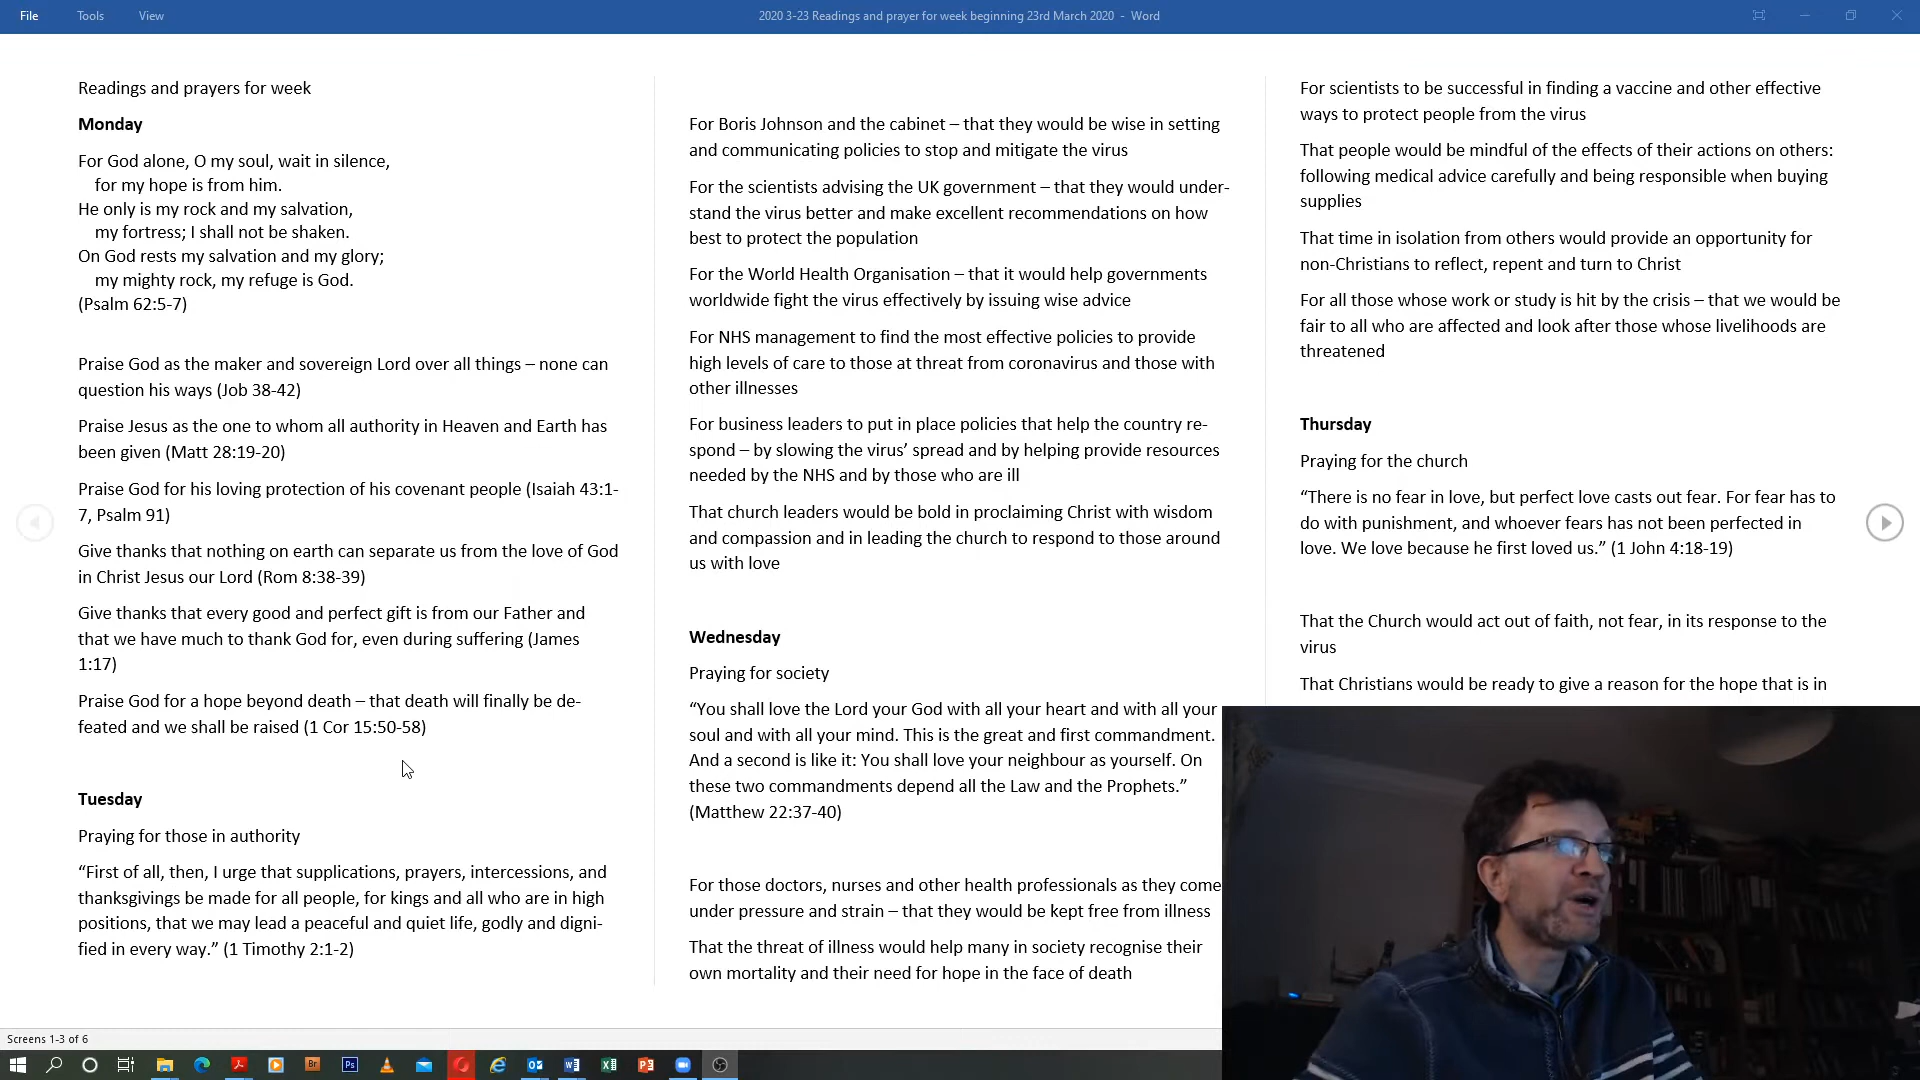 File Tools View 2020 3-23 Readings and prayer for week beginning 23rd March 2020 - Word
Readings and prayers for week
Monday
For God alone, O my soul, wait in silence,
for my hope is from him.
He only is my rock and my salvation,
my fortress; I shall not be shaken.
On God rests my salvation and my glory;
my mighty rock, my refuge is God.
(Psalm 62:5-7)
Praise God as the maker and sovereign Lord over all things – none can
question his ways (Job 38-42)
Praise Jesus as the one to whom all authority in Heaven and Earth has
been given (Matt 28:19-20)
Praise God for his loving protection of his covenant people (Isaiah 43:1-
7, Psalm 91)
Give thanks that nothing on earth can separate us from the love of God
in Christ Jesus our Lord (Rom 8:38-39)
Give thanks that every good and perfect gift is from our Father and
that we have much to thank God for, even during suffering (James
1:17)
Praise God for a hope beyond death – that death will finally be de-
feated and we shall be raised (1 Cor 15:50-58)
Tuesday
Praying for those in authority
“First of all, then, I urge that supplications, prayers, intercessions, and
thanksgivings be made for all people, for kings and all who are in high
positions, that we may lead a peaceful and quiet life, godly and digni-
fied in every way.” (1 Timothy 2:1-2)
For Boris Johnson and the cabinet – that they would be wise in setting
and communicating policies to stop and mitigate the virus
For the scientists advising the UK government – that they would under-
stand the virus better and make excellent recommendations on how
best to protect the population
For the World Health Organisation – that it would help governments
worldwide fight the virus effectively by issuing wise advice
For NHS management to find the most effective policies to provide
high levels of care to those at threat from coronavirus and those with
other illnesses
For business leaders to put in place policies that help the country re-
spond – by slowing the virus’ spread and by helping provide resources
needed by the NHS and by those who are ill
That church leaders would be bold in proclaiming Christ with wisdom
and compassion and in leading the church to respond to those around
us with love
Wednesday
Praying for society
“You shall love the Lord your God with all your heart and with all your
soul and with all your mind. This is the great and first commandment.
And a second is like it: You shall love your neighbour as yourself. On
these two commandments depend all the Law and the Prophets.”
(Matthew 22:37-40)
For those doctors, nurses and other health professionals as they come
under pressure and strain – that they would be kept free from illness
That the threat of illness would help many in society recognise their
own mortality and their need for hope in the face of death
For scientists to be successful in finding a vaccine and other effective
ways to protect people from the virus
That people would be mindful of the effects of their actions on others:
following medical advice carefully and being responsible when buying
supplies
That time in isolation from others would provide an opportunity for
non-Christians to reflect, repent and turn to Christ
For all those whose work or study is hit by the crisis – that we would be
fair to all who are affected and look after those whose livelihoods are
threatened
Thursday
Praying for the church
“There is no fear in love, but perfect love casts out fear. For fear has to
do with punishment, and whoever fears has not been perfected in
love. We love because he first loved us.” (1 John 4:18-19)
That the Church would act out of faith, not fear, in its response to the
virus
That Christians would be ready to give a reason for the hope that is in
Screens 1-3 of 6
Br Ps